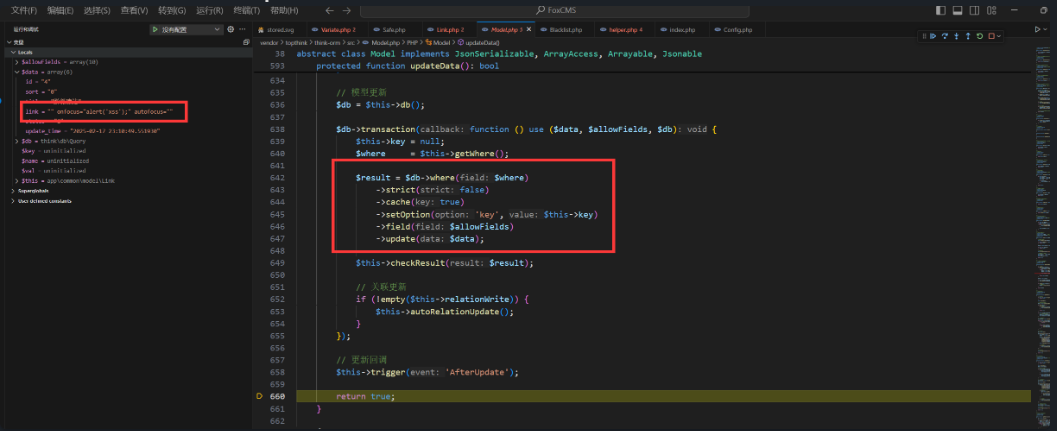 文件(F) 编辑(E) 选择(S) 查看(V) 转到(G) 运行(R) 终端(T) 帮助(H)
FoxCMS
运行和调试 没有配置
stored.svg Variate.php 2 Safe.php Link.php 2 Model.php 3 Blacklist.php helper.php 4 index.php Config.php
vendor > topthink > think-orm > src > Model.php > PHP > Model > updateData()
变量
Locals
$allowFields = array(10)
$data = array(6)
id = "4"
sort = "0"
link = "" onfocus="alert('xss');" autofocus=""
update_time = "2025-02-17 23:10:49.551930"
$db = think\db\Query
$key = uninitialized
$name = uninitialized
$val = uninitialized
$this = app\common\model\Link
Superglobals
User defined constants
38 abstract class Model implements JsonSerializable, ArrayAccess, Arrayable, Jsonable
593 protected function updateData(): bool
634
635 // 模型更新
636 $db = $this->db();
637
638 $db->transaction(callback: function () use ($data, $allowFields, $db): void {
639 $this->key = null;
640 $where = $this->getWhere();
641
642 $result = $db->where(field: $where)
643 ->strict(strict: false)
644 ->cache(key: true)
645 ->setOption(option: 'key', value: $this->key)
646 ->field(field: $allowFields)
647 ->update(data: $data);
648
649 $this->checkResult(result: $result);
650
651 // 关联更新
652 if (!empty($this->relationWrite)) {
653 $this->autoRelationUpdate();
654 }
655 });
656
657 // 更新回调
658 $this->trigger(event: 'AfterUpdate');
659
660 return true;
661 }
662